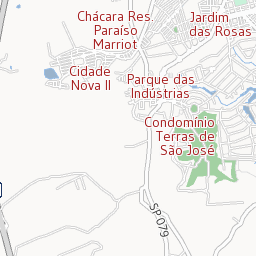 Chácara Res.
Paraíso
Marriot
Jardim
das Rosas
Cidade
Nova II
Parque das
Indústrias
Condomínio
Terras de
São José
SP.079